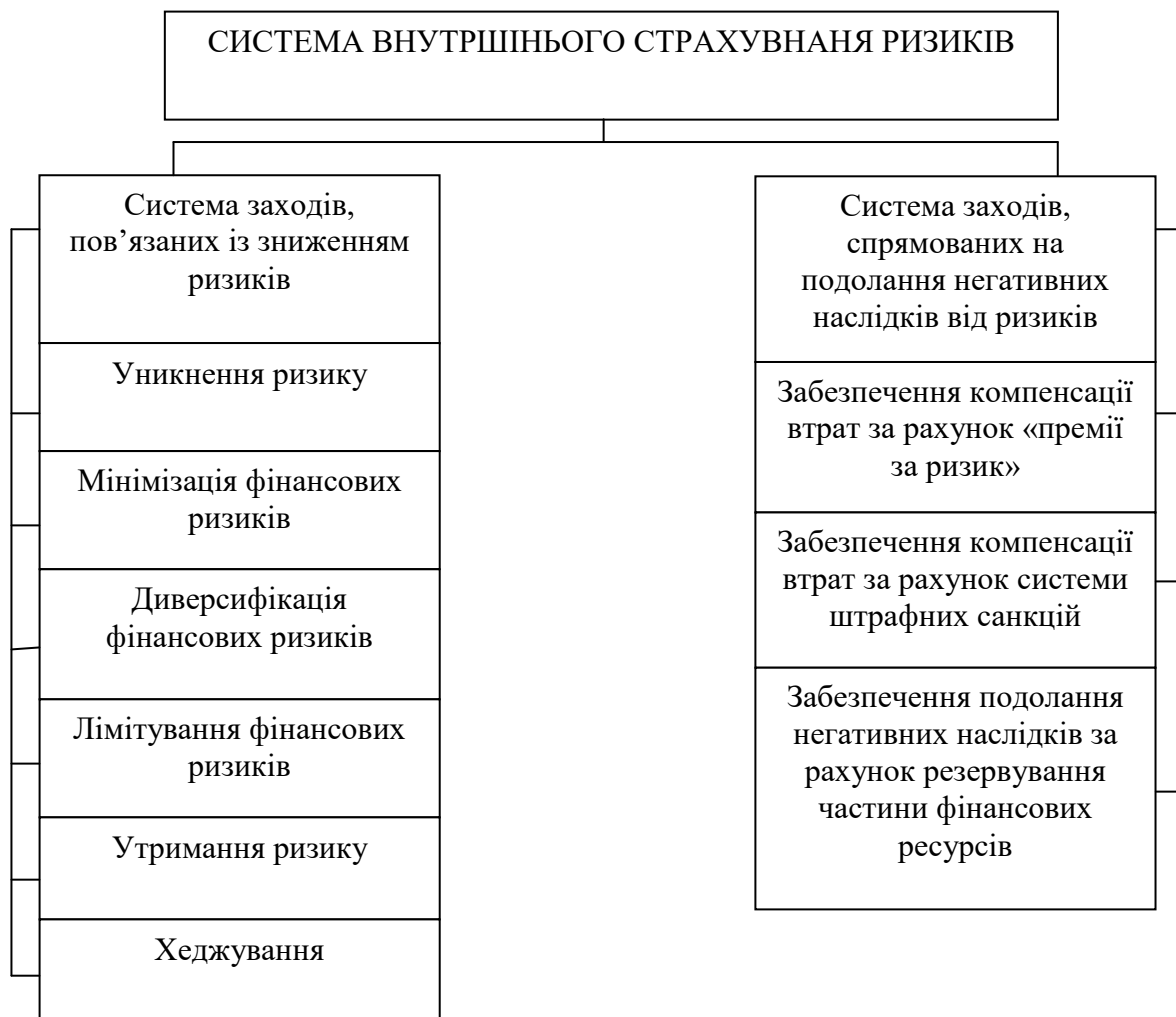 СИСТЕМА ВНУТРШІНЬОГО СТРАХУВНАНЯ РИЗИКІВ
Система заходів,
пов’язаних із зниженням
ризиків
Уникнення ризику
Мінімізація фінансових
ризиків
Диверсифікація
фінансових ризиків
Лімітування фінансових
ризиків
Утримання ризику
Хеджування
Система заходів,
спрямованих на
подолання негативних
наслідків від ризиків
Забезпечення компенсації
втрат за рахунок «премії
за ризик»
Забезпечення компенсації
втрат за рахунок системи
штрафних санкцій
Забезпечення подолання
негативних наслідків за
рахунок резервування
частини фінансових
ресурсів